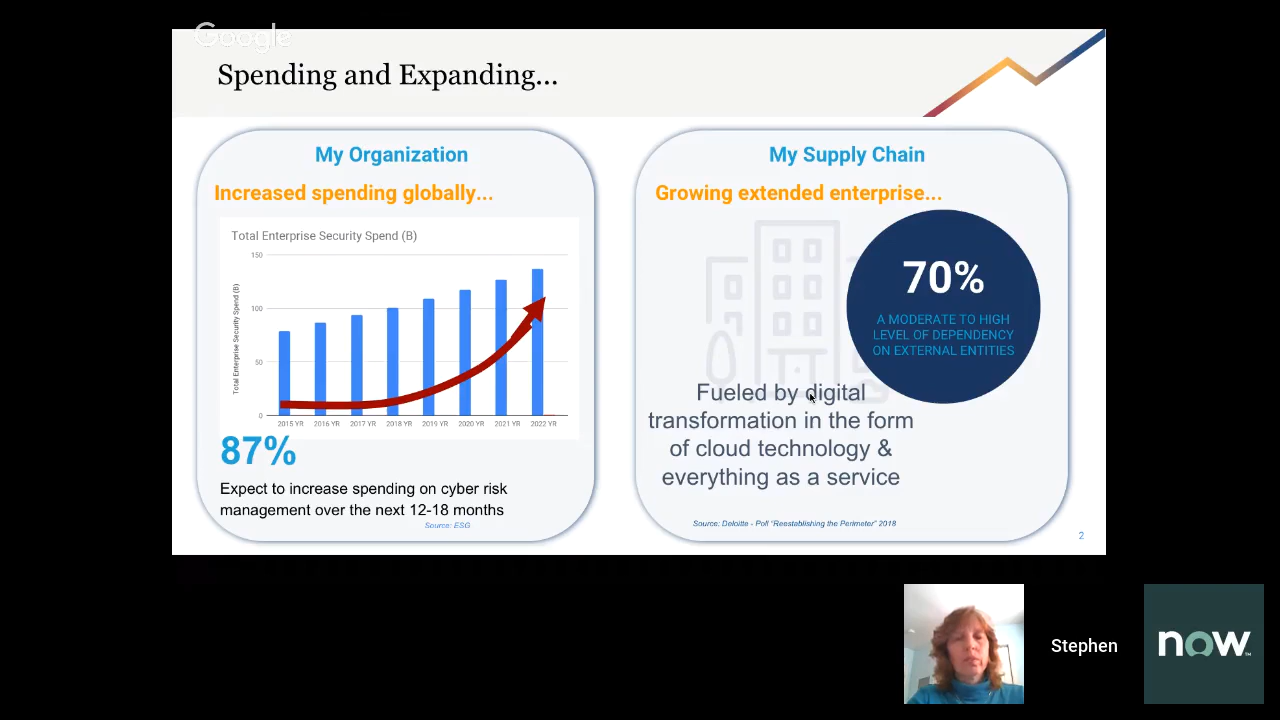 Google
Spending and Expanding...
My Organization
Increased spending globally...
Total Enterprise Security Spend (B)
Total Enterprise Security Spend (B)
150
100
50
0
2015 YR 2016 YR 2017 YR 2018 YR 2019 YR 2020 YR 2021 YR 2022 YR
87%
Expect to increase spending on cyber risk
management over the next 12-18 months
Source: ESG
My Supply Chain
Growing extended enterprise...
70%
A MODERATE TO HIGH
LEVEL OF DEPENDENCY
ON EXTERNAL ENTITIES
Fueled by digital
transformation in the form
of cloud technology &
everything as a service
Source: Deloitte - Poll "Reestablishing the Perimeter" 2018
2
Stephen
now